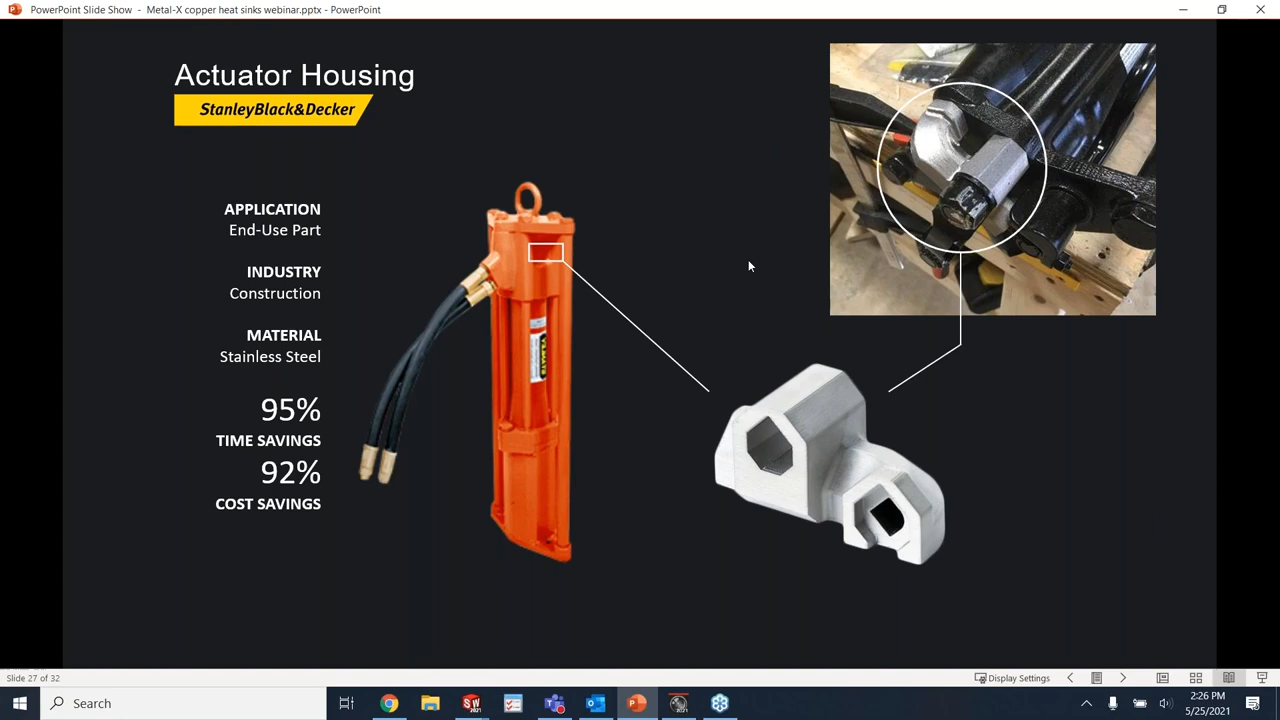 PowerPoint Slide Show - Metal-X copper heat sinks webinar.pptx - PowerPoint
Actuator Housing
StanleyBlack&Decker
APPLICATION
End-Use Part
INDUSTRY
Construction
MATERIAL
Stainless Steel
95%
TIME SAVINGS
92%
COST SAVINGS
Slide 27 of 32
Display Settings
Search
2:26 PM
5/25/2021